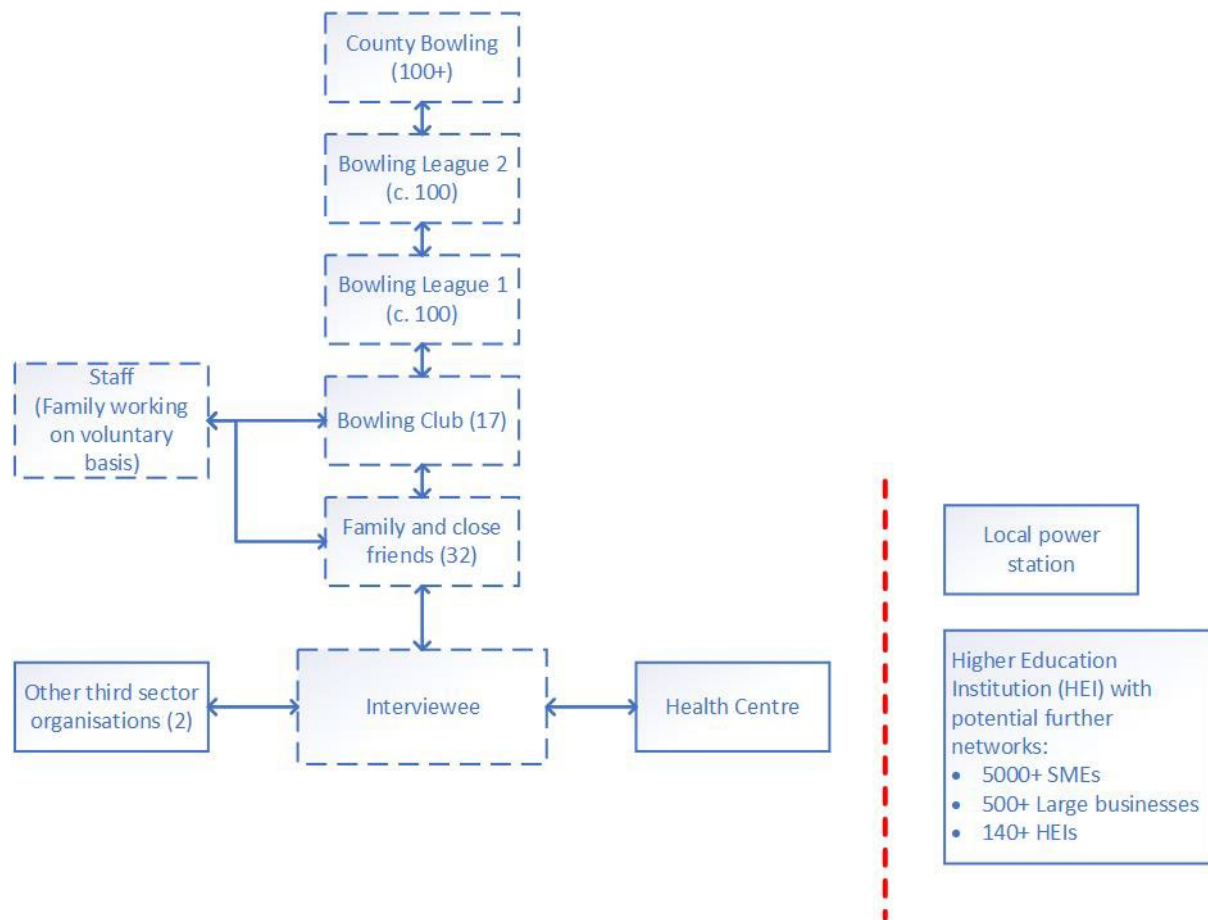 County Bowling
(100+)
Bowling League 2
(c. 100)
Bowling League 1
(c. 100)
Staff
(Family working
on voluntary
basis)
Bowling Club (17)
Family and close
friends (32)
Other third sector
organisations (2)
Interviewee
Health Centre
Local power
station
Higher Education
Institution (HEI) with
potential further
networks:
• 5000+ SMEs
• 500+ Large businesses
• 140+ HEIs